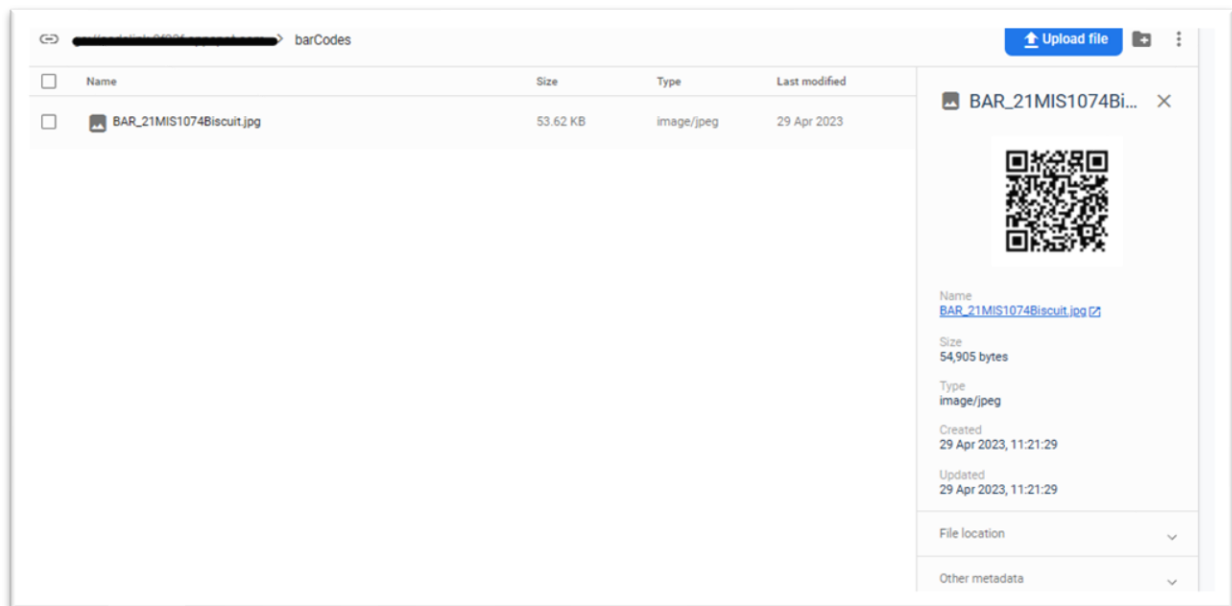 barCodes
Upload file
Name Size Type Last modified
BAR_21MIS1074Biscuit.jpg 53.62 KB image/jpeg 29 Apr 2023
BAR_21MIS1074Bi...
Name
BAR_21MIS1074Biscuit.jpg
Size
54,905 bytes
Type
image/jpeg
Created
29 Apr 2023, 11:21:29
Updated
29 Apr 2023, 11:21:29
File location
Other metadata